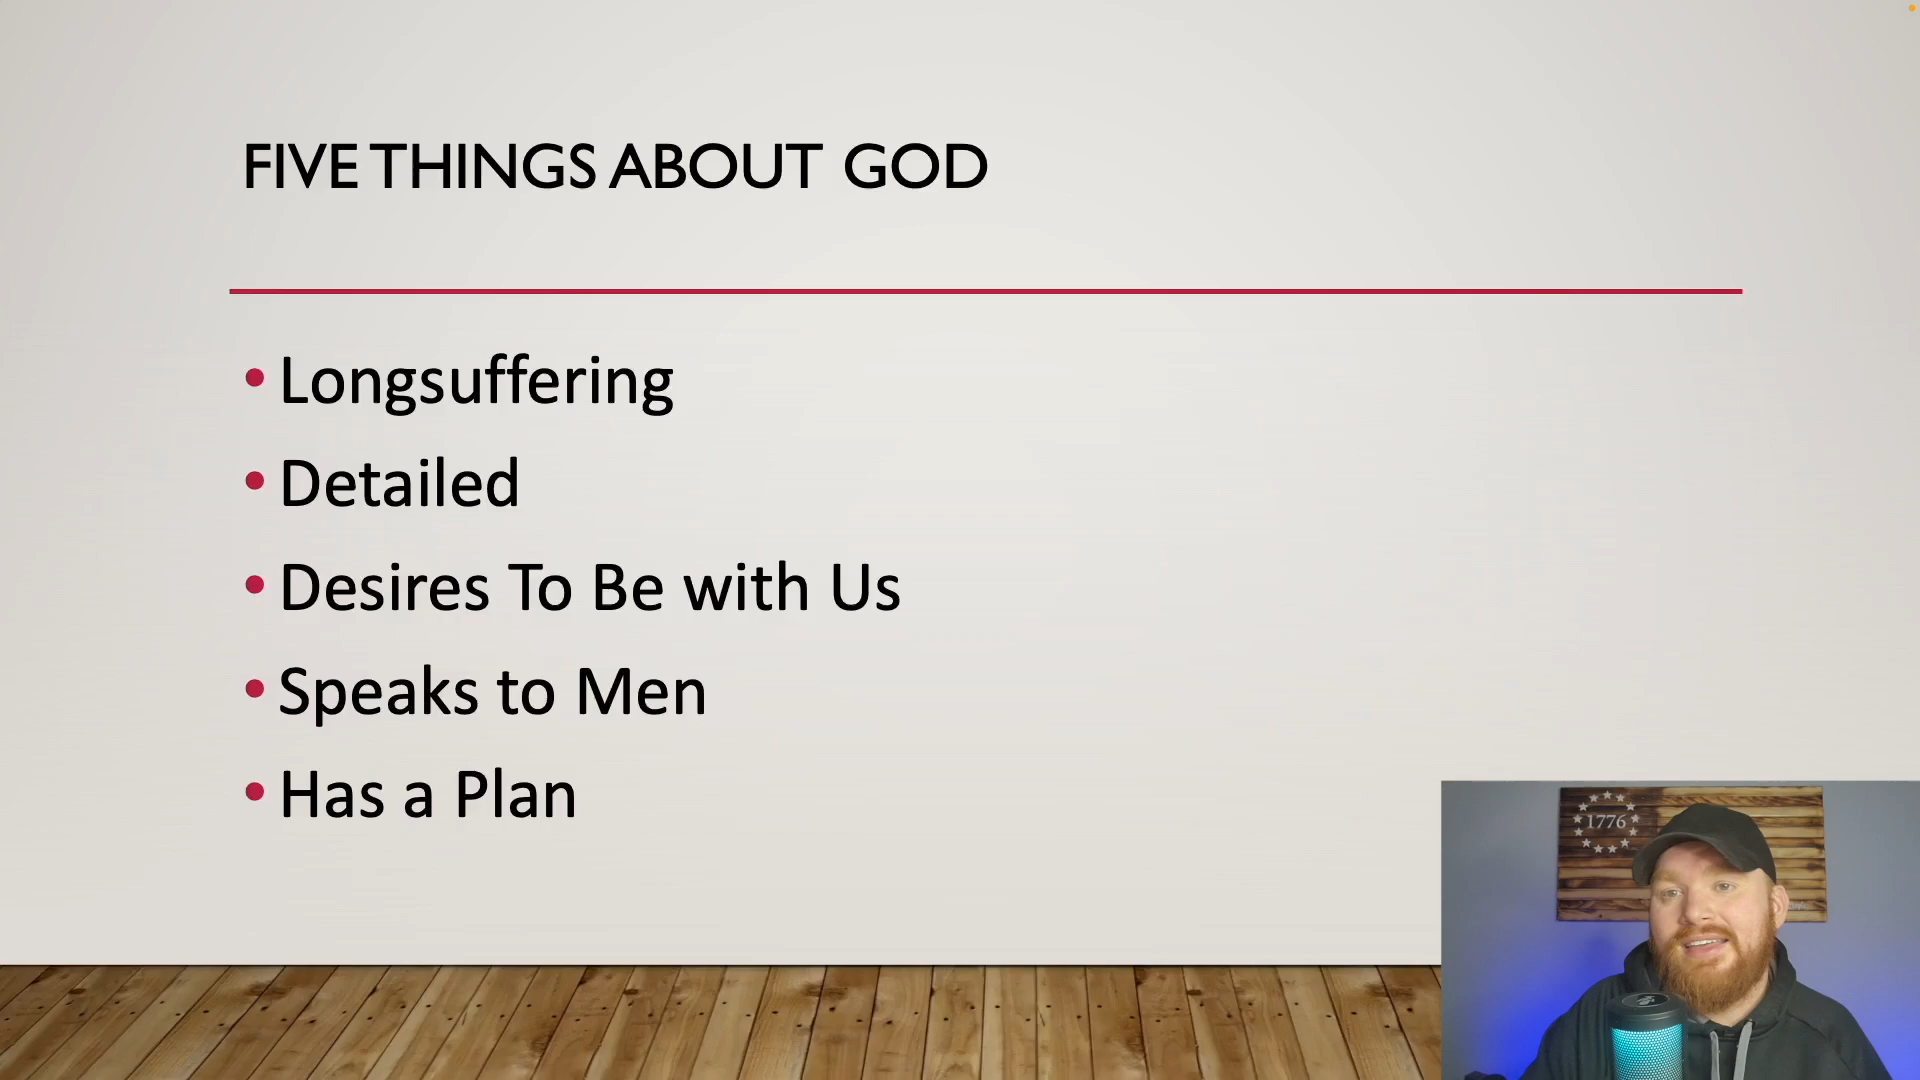 FIVE THINGS ABOUT GOD
• Longsuffering
• Detailed
• Desires To Be with Us
• Speaks to Men
• Has a Plan
1776